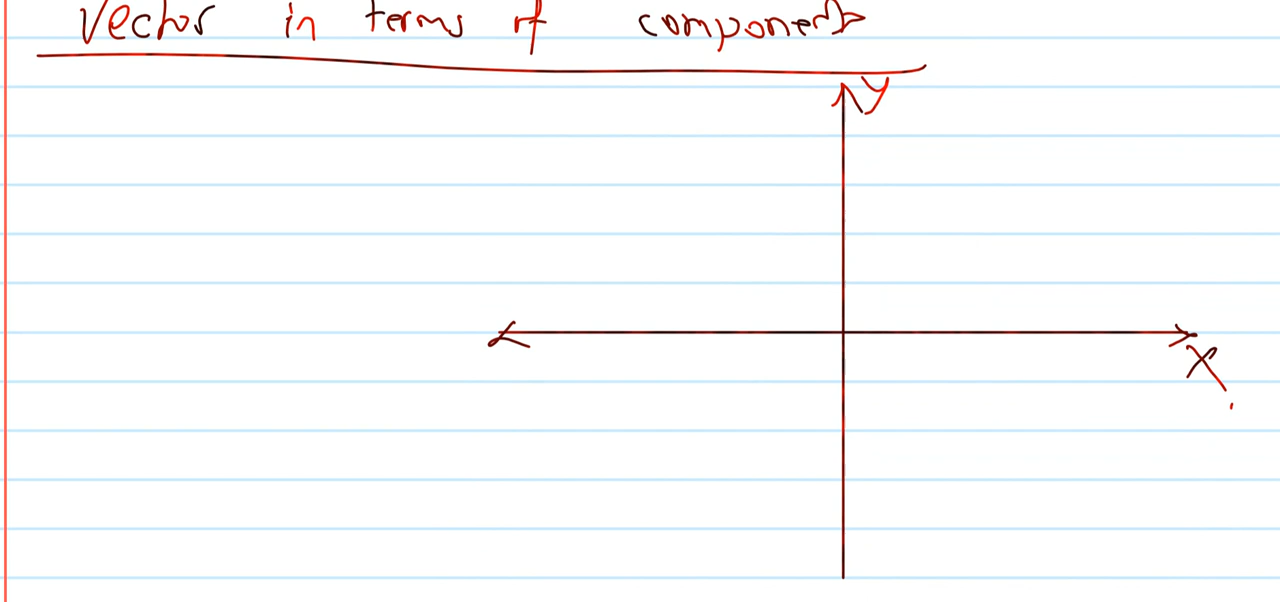 Vector in terms of components
Y
X